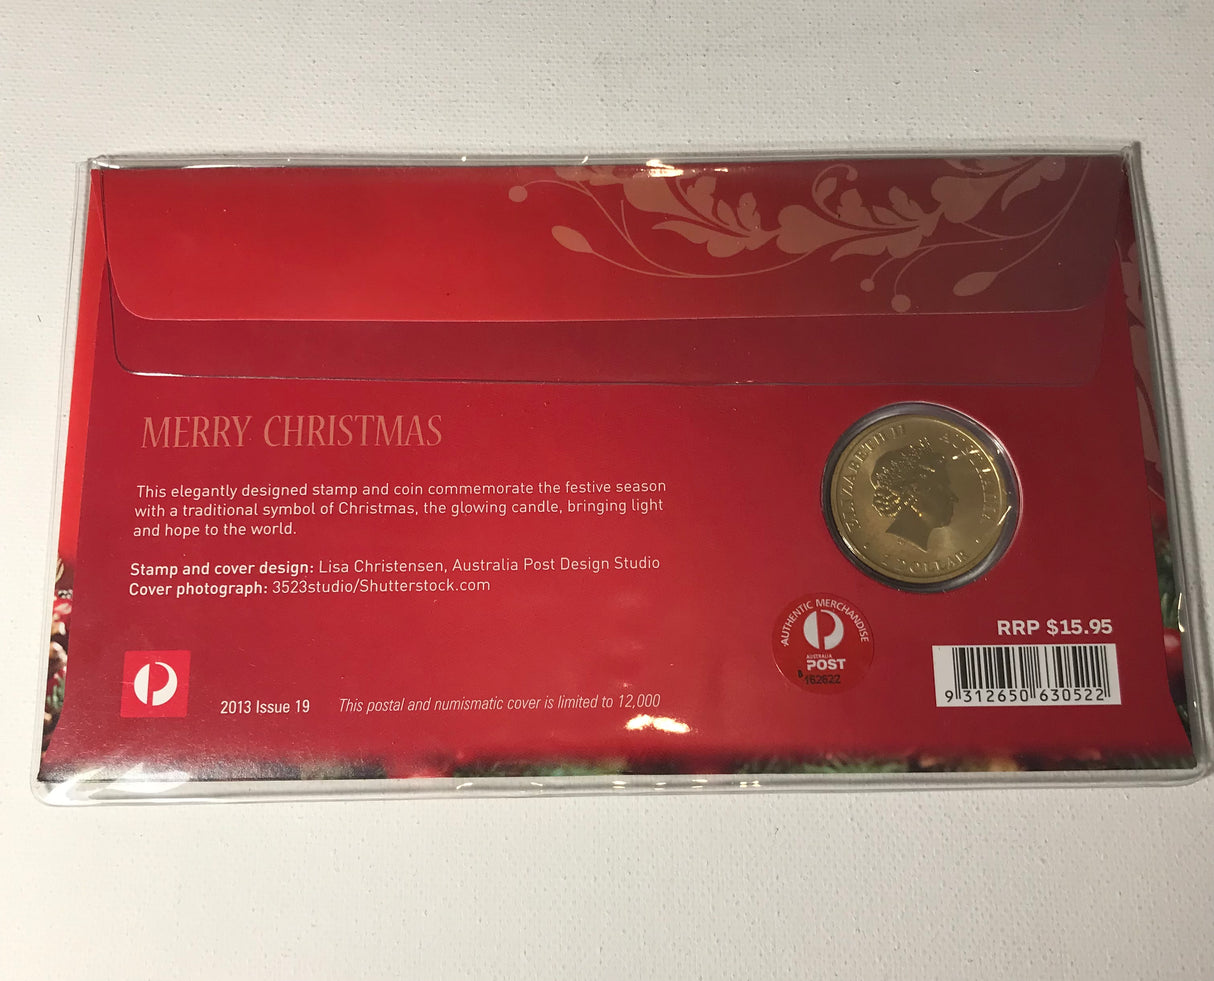 MERRY CHRISTMAS
This elegantly designed stamp and coin commemorate the festive season
with a traditional symbol of Christmas, the glowing candle, bringing light
and hope to the world.
Stamp and cover design: Lisa Christensen, Australia Post Design Studio
Cover photograph: 3523studio/Shutterstock.com
2013 Issue 19
This postal and numismatic cover is limited to 12,000
ELIZABETH II AUSTRALIA
1 DOLLAR
AUTHENTIC MERCHANDISE
AUSTRALIA
POST
162622
RRP $15.95
9 312650 630522